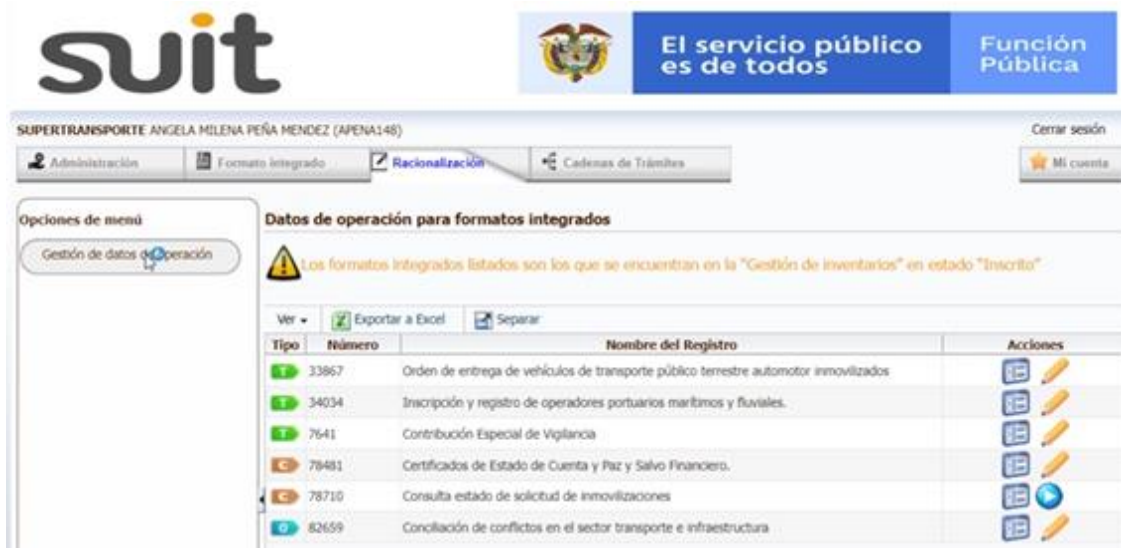 suit
El servicio público Función
es de todos Pública
SUPERTRANSPORTE ANGELA MILENA PEÑA MENDEZ (APENA148) Cerrar sesión
Administración Formato integrado Racionalización Cadenas de Trámites Mi cuenta
Opciones de menú
Gestión de datos de operación
Datos de operación para formatos integrados
Los formatos integrados listados son los que se encuentran en la "Gestión de inventarios" en estado "Inscrito"
Ver Exportar a Excel Separar
Tipo Número Nombre del Registro Acciones
T 33867 Orden de entrega de vehículos de transporte público terrestre automotor inmovilizados
T 34034 Inscripción y registro de operadores portuarios marítimos y fluviales.
T 7641 Contribución Especial de Vigilancia
C 78481 Certificados de Estado de Cuenta y Paz y Salvo Financiero.
C 78710 Consulta estado de solicitud de inmovilizaciones
O 82659 Conciliación de conflictos en el sector transporte e infraestructura